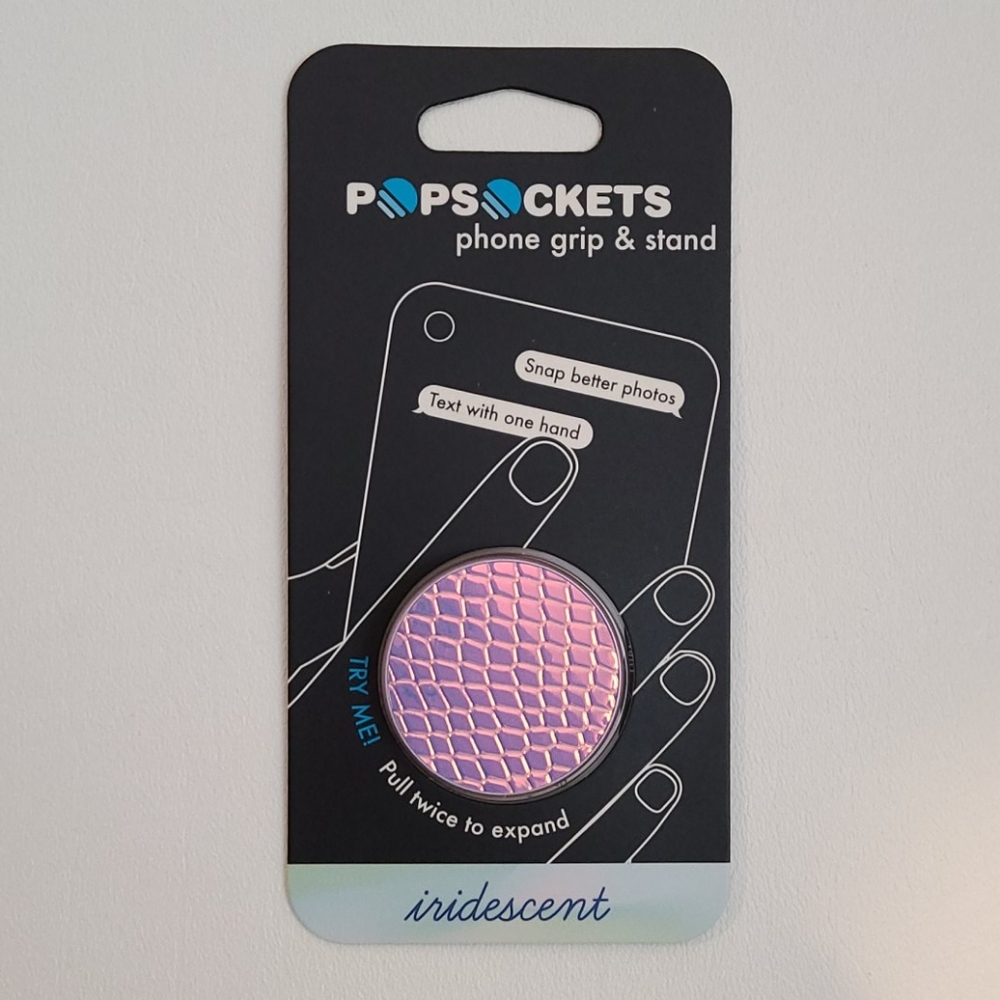 POPSOCKETS
phone grip & stand
Snap better photos
Text with one hand
TRY ME!
Pull twice to expand
iridescent